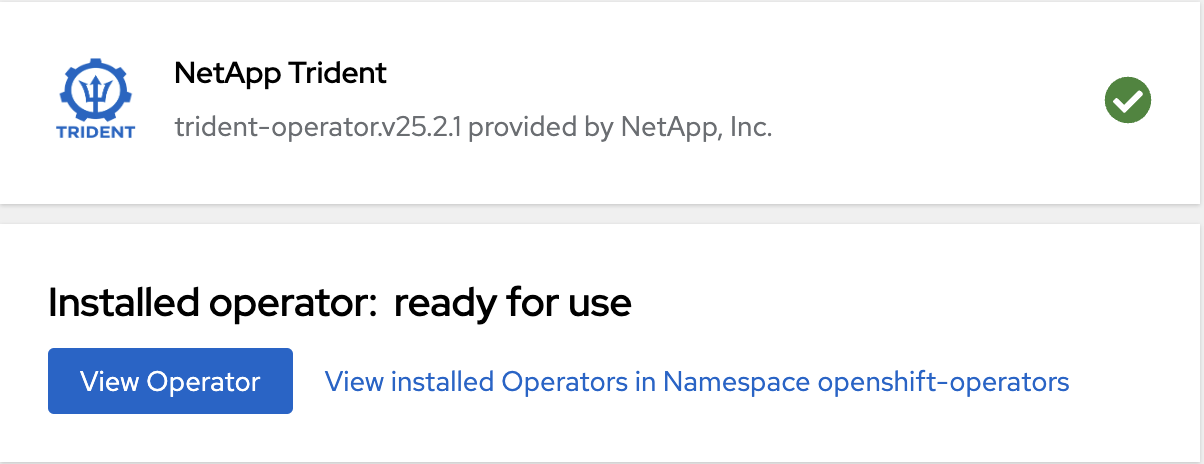 NetApp Trident
TRIDENT
trident-operator.v25.2.1 provided by NetApp, Inc.
Installed operator: ready for use
View Operator
View installed Operators in Namespace openshift-operators